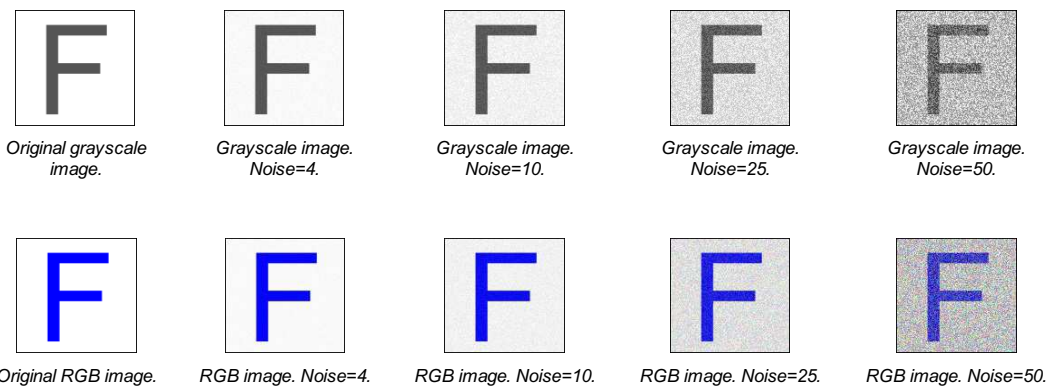 F F F F F
Original grayscale image.
Grayscale image. Noise=4.
Grayscale image. Noise=10.
Grayscale image. Noise=25.
Grayscale image. Noise=50.
F F F F F
Original RGB image. RGB image. Noise=4. RGB image. Noise=10. RGB image. Noise=25. RGB image. Noise=50.